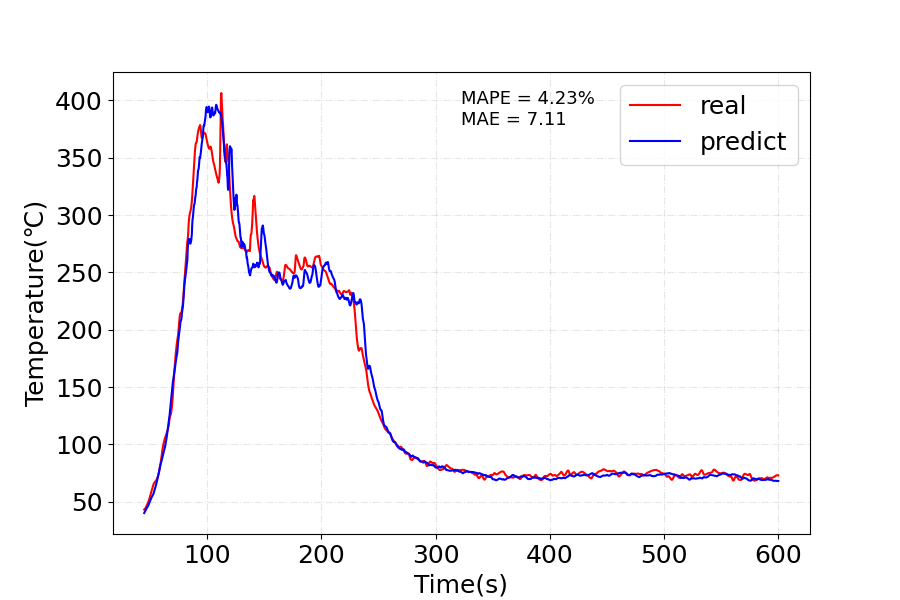 MAPE = 4.23%
MAE = 7.11
real
predict
Temperature(℃)
400
350
300
250
200
150
100
50
100 200 300 400 500 600
Time(s)